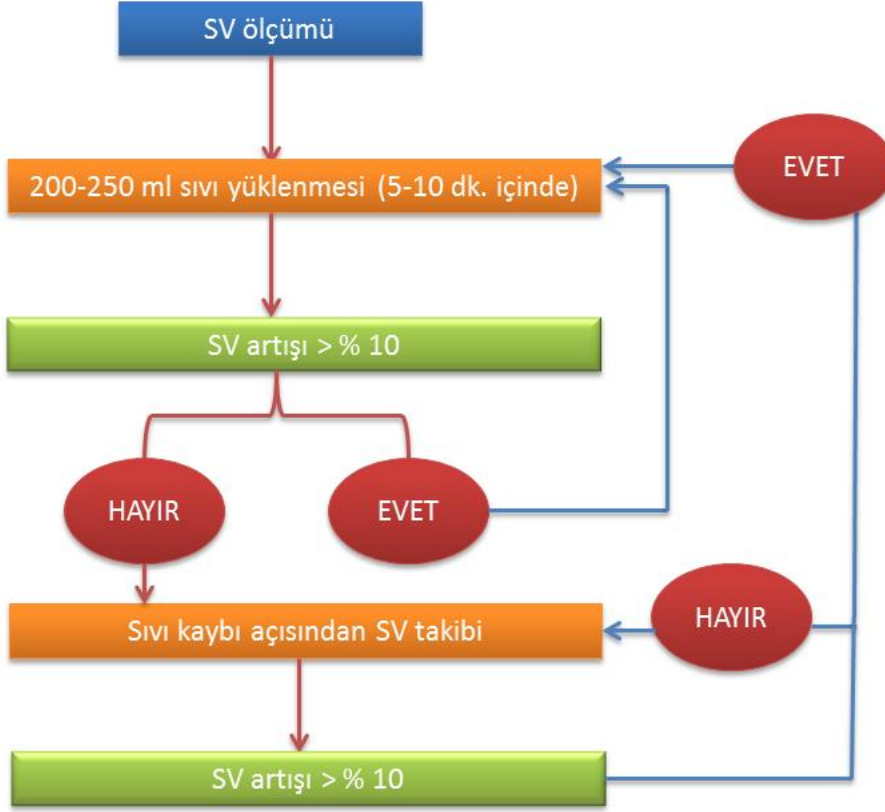 SV ölçümü
200-250 ml sıvı yüklenmesi (5-10 dk. içinde)
EVET
SV artışı > % 10
HAYIR
EVET
Sıvı kaybı açısından SV takibi
HAYIR
SV artışı > % 10